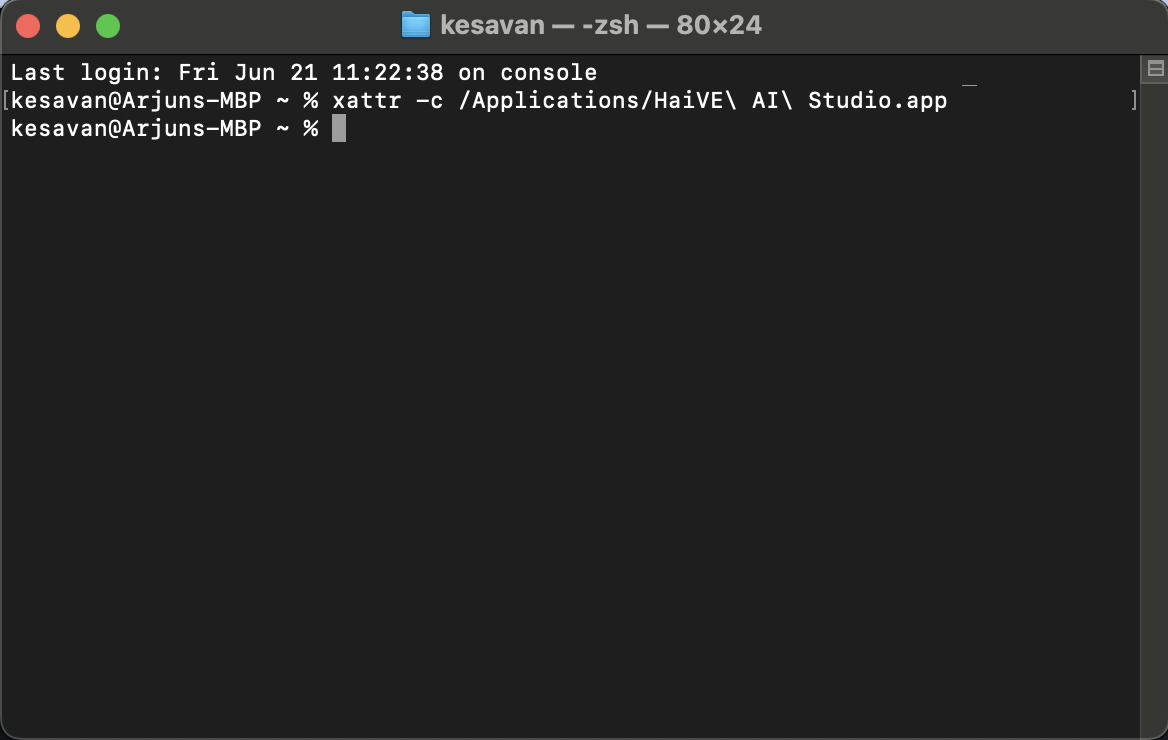 kesavan — -zsh — 80×24
Last login: Fri Jun 21 11:22:38 on console
[kesavan@Arjuns-MBP ~ % xattr -c /Applications/HaiVE\ AI\ Studio.app ]
kesavan@Arjuns-MBP ~ %